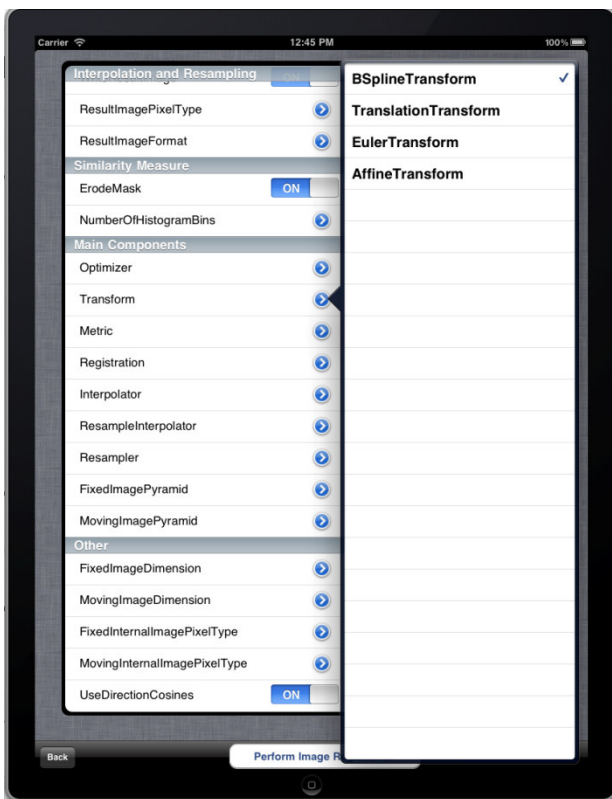 Carrier 12:45 PM 100%
Interpolation and Resampling
ON
ResultImagePixelType
ResultImageFormat
Similarity Measure
ErodeMask ON
NumberOfHistogramBins
Main Components
Optimizer
Transform
Metric
Registration
Interpolator
ResampleInterpolator
Resampler
FixedImagePyramid
MovingImagePyramid
Other
FixedImageDimension
MovingImageDimension
FixedInternalImagePixelType
MovingInternalImagePixelType
UseDirectionCosines ON
BSplineTransform ✓
TranslationTransform
EulerTransform
AffineTransform
Back
Perform Image R